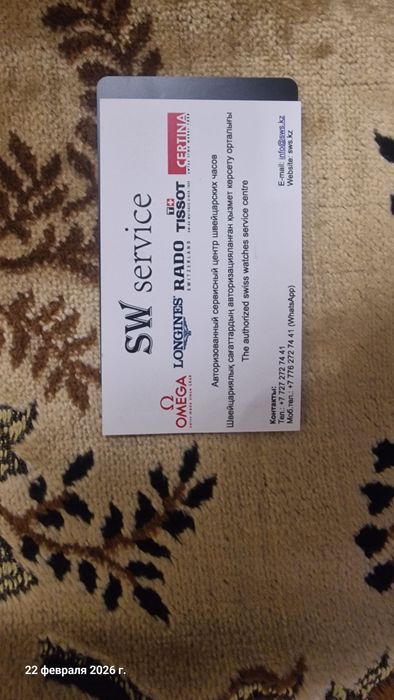 SW service
Ω
OMEGA
LONGINES
RADO
SWITZERLAND
T+
TISSOT
CERTINA
Авторизованный сервисный центр швейцарских часов
Швейцариялық сағаттардың авторизацияланған қызмет көрсету орталығы
The authorized swiss watches service centre
Контакты:
Тел.: +7 727 272 74 41
Моб.тел.: +7 776 272 74 41 (WhatsApp)
E-mail: info@sws.kz
Website: sws.kz
22 февраля 2026 г.